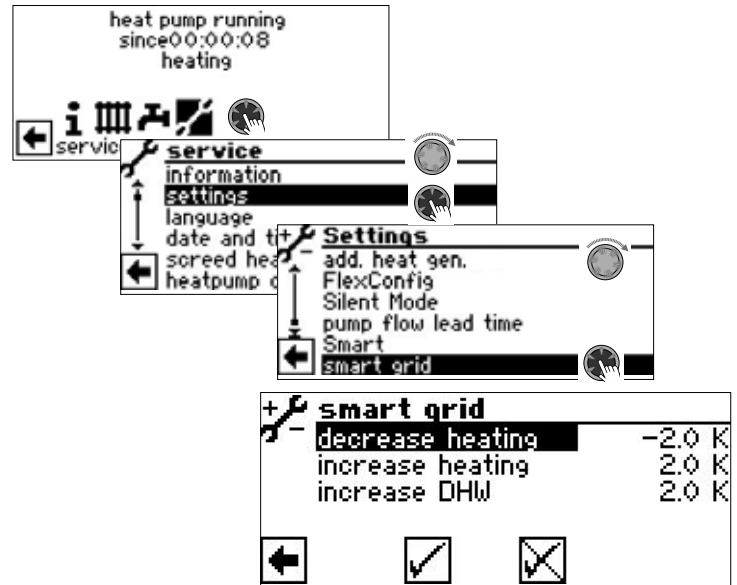 heat pump running
since00:00:08
heating
servic
service
information
settings
language
date and ti
screed hea
heatpump c
Settings
add. heat gen.
FlexConfig
Silent Mode
pump flow lead time
Smart
smart grid
smart grid
decrease heating -2.0 K
increase heating 2.0 K
increase DHW 2.0 K